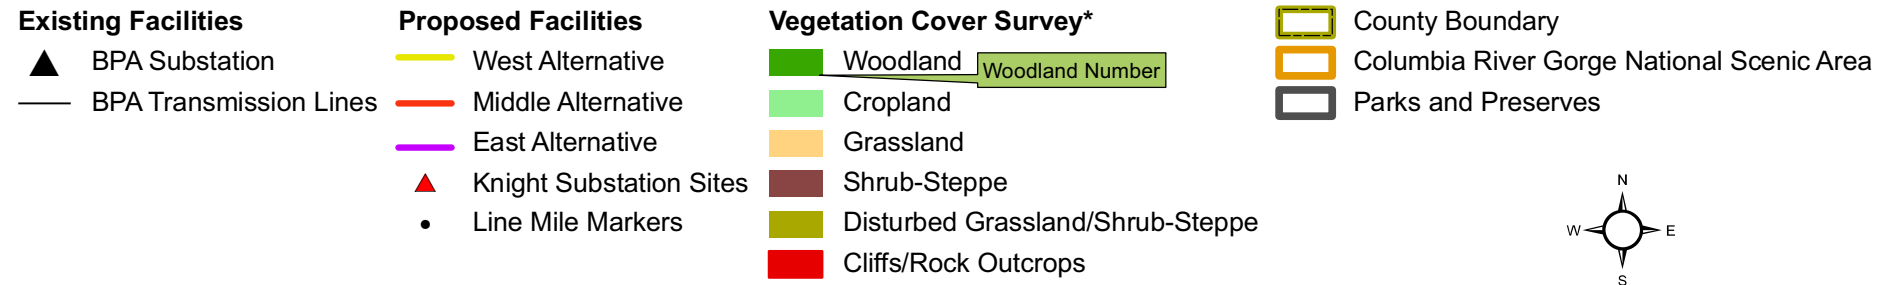 Existing Facilities
BPA Substation
BPA Transmission Lines
Proposed Facilities
West Alternative
Middle Alternative
East Alternative
Knight Substation Sites
Line Mile Markers
Vegetation Cover Survey*
Woodland
Woodland Number
Cropland
Grassland
Shrub-Steppe
Disturbed Grassland/Shrub-Steppe
Cliffs/Rock Outcrops
County Boundary
Columbia River Gorge National Scenic Area
Parks and Preserves
N
W E
S